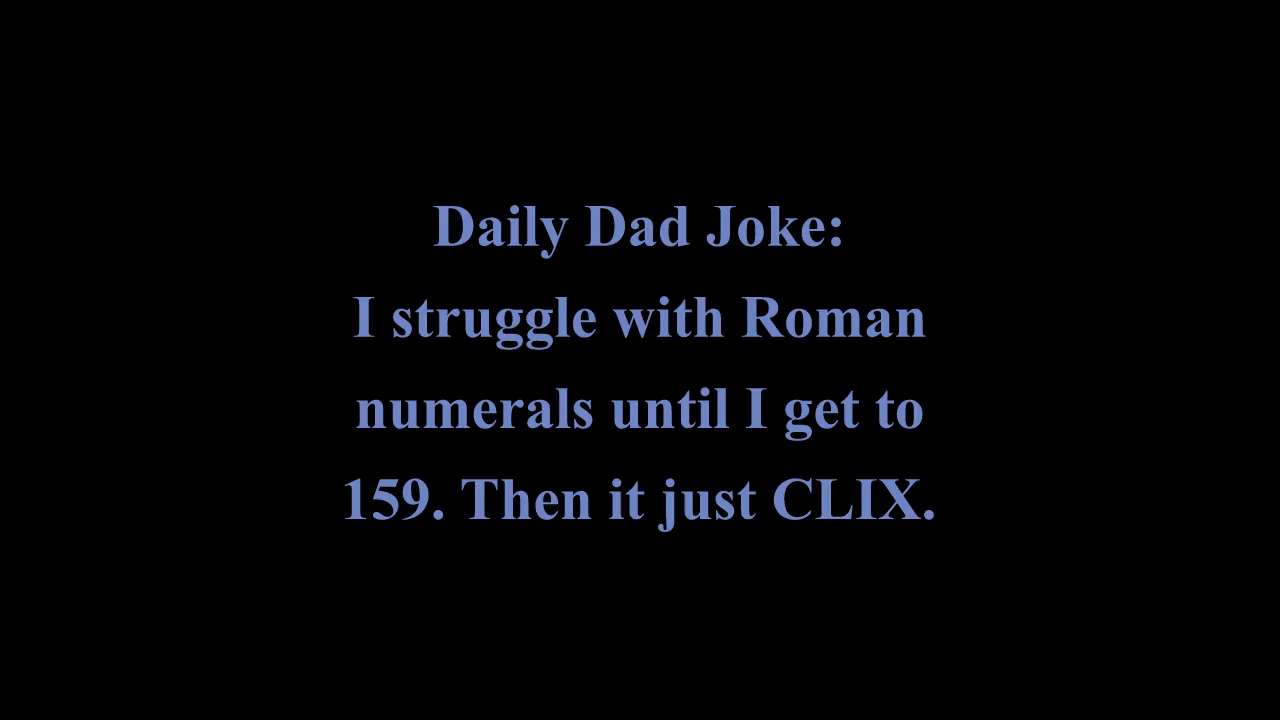 Daily Dad Joke:
I struggle with Roman
numerals until I get to
159. Then it just CLIX.